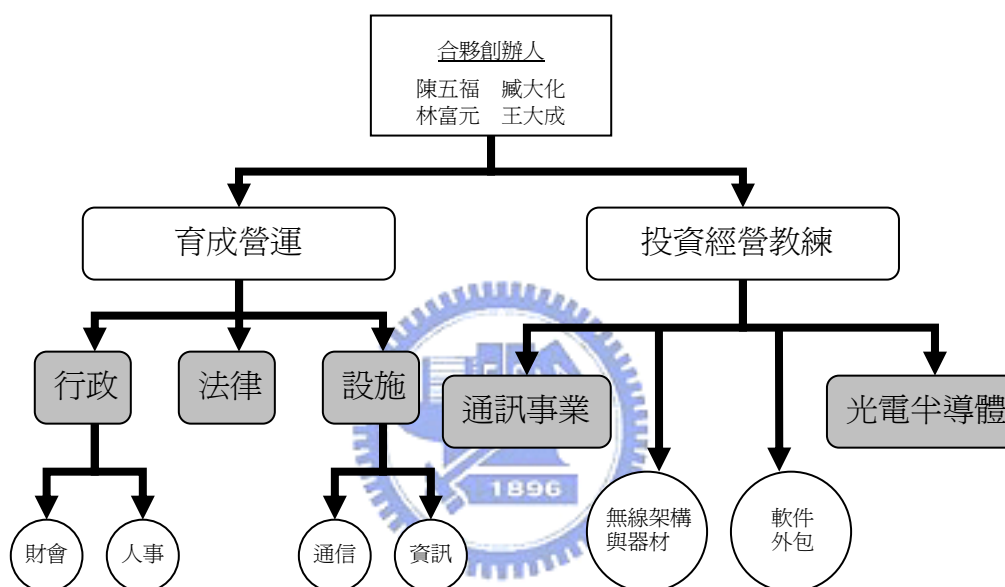 合夥創辦人
陳五福 臧大化
林富元 王大成
育成營運
投資經營教練
行政
法律
設施
通訊事業
光電半導體
財會
人事
通信
資訊
無線架構
與器材
軟件
外包
1896